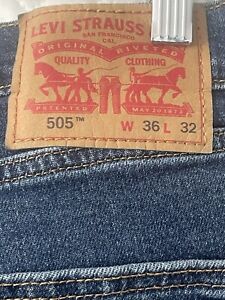 LEVI STRAUSS
SAN FRANCISCO
CAL.
ORIGINAL RIVETED
QUALITY CLOTHING
PATENTED MAY 20 1873
505™ W 36 L 32